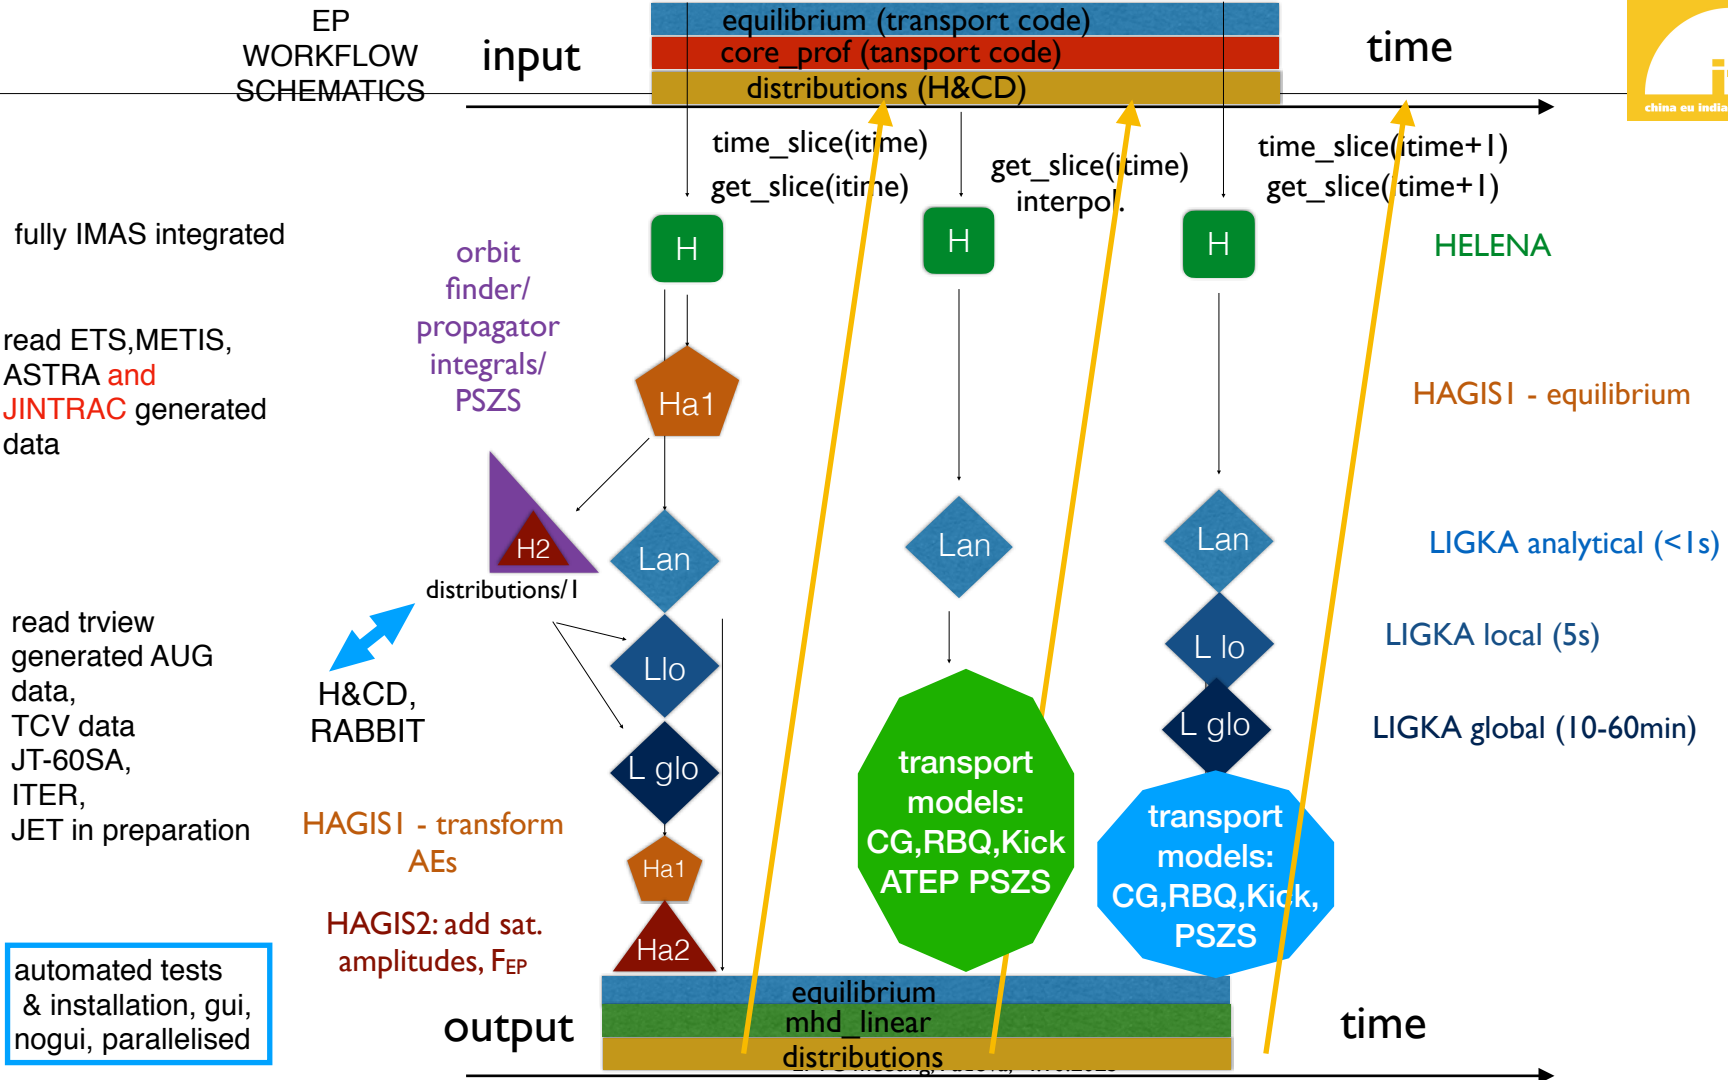 EP
WORKFLOW
SCHEMATICS
input
equilibrium (transport code)
core_prof (tansport code)
distributions (H&CD)
time
china eu india
time_slice(itime)
get_slice(itime)
get_slice(itime)
interpol.
time_slice(itime+1)
get_slice(itime+1)
fully IMAS integrated
orbit
finder/
propagator
integrals/
PSZS
H
H
H
HELENA
read ETS,METIS,
ASTRA and
JINTRAC generated
data
Ha1
HAGIS1 - equilibrium
H2
distributions/1
Lan
Lan
Lan
LIGKA analytical (<1s)
read trview
generated AUG
data,
TCV data
JT-60SA,
ITER,
JET in preparation
H&CD,
RABBIT
Llo
L lo
LIGKA local (5s)
L glo
L glo
LIGKA global (10-60min)
transport
models:
CG,RBQ,Kick
ATEP PSZS
transport
models:
CG,RBQ,Kick,
PSZS
HAGIS1 - transform
AEs
Ha1
HAGIS2: add sat.
amplitudes, FEP
Ha2
automated tests
& installation, gui,
nogui, parallelised
output
equilibrium
mhd_linear
distributions
time